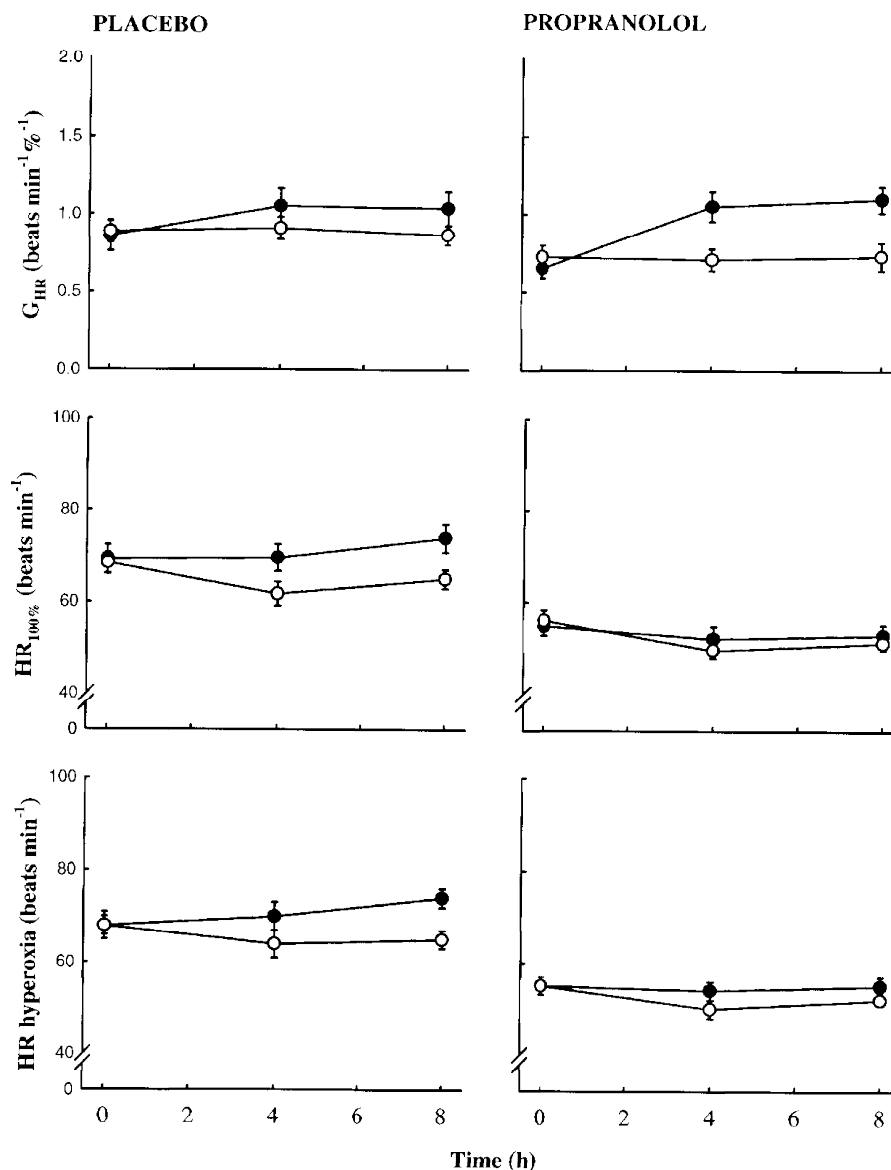 PLACEBO
PROPRANOLOL
G_HR (beats min⁻¹%⁻¹)
2.0
1.5
1.0
0.5
0.0
HR_100% (beats min⁻¹)
100
80
60
40
0
HR hyperoxia (beats min⁻¹)
100
80
60
40
0
0 2 4 6 8
0 2 4 6 8
Time (h)